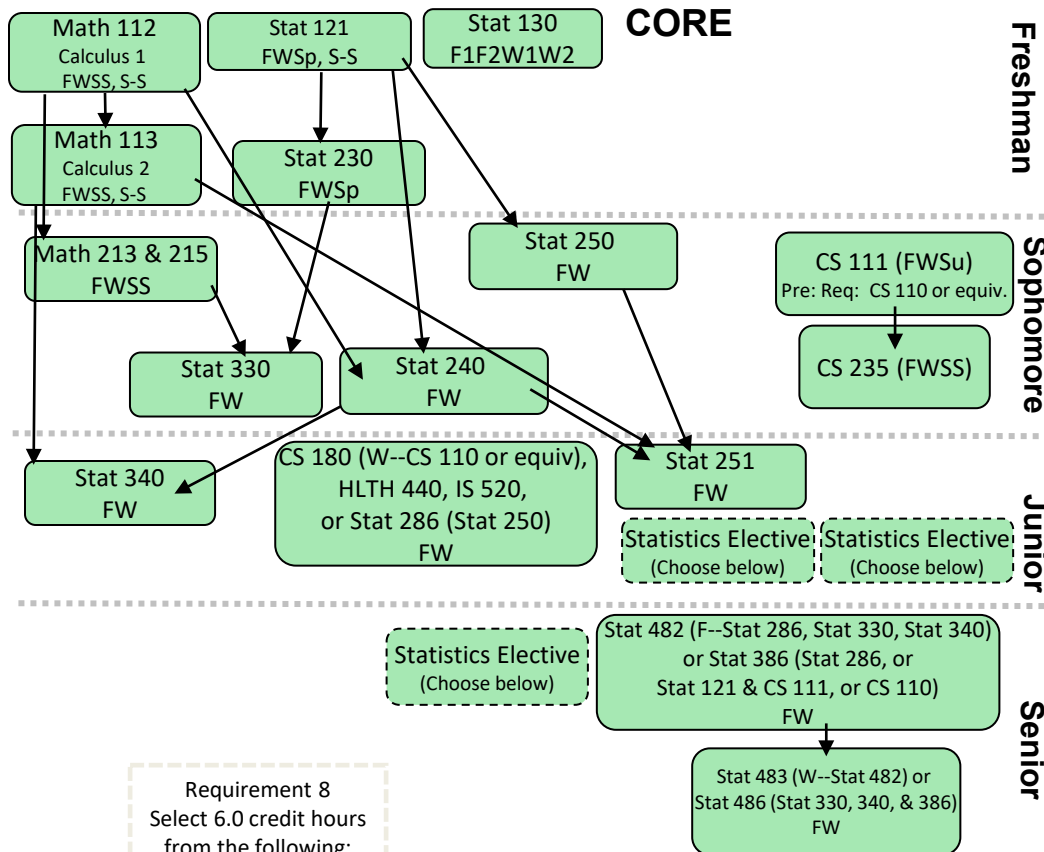 CORE
Freshman
Math 112
Calculus 1
FWSS, S-S
Stat 121
FWSp, S-S
Stat 130
F1F2W1W2
Math 113
Calculus 2
FWSS, S-S
Stat 230
FWSp
Sophomore
Math 213 & 215
FWSS
Stat 250
FW
CS 111 (FWSu)
Pre: Req: CS 110 or equiv.
Stat 330
FW
Stat 240
FW
CS 235 (FWSS)
Junior
Stat 340
FW
CS 180 (W--CS 110 or equiv),
HLTH 440, IS 520,
or Stat 286 (Stat 250)
FW
Stat 251
FW
Statistics Elective
(Choose below)
Statistics Elective
(Choose below)
Senior
Statistics Elective
(Choose below)
Stat 482 (F--Stat 286, Stat 330, Stat 340)
or Stat 386 (Stat 286, or
Stat 121 & CS 111, or CS 110)
FW
Stat 483 (W--Stat 482) or
Stat 486 (Stat 330, 340, & 386)
FW
Requirement 8
Select 6.0 credit hours
from the following: